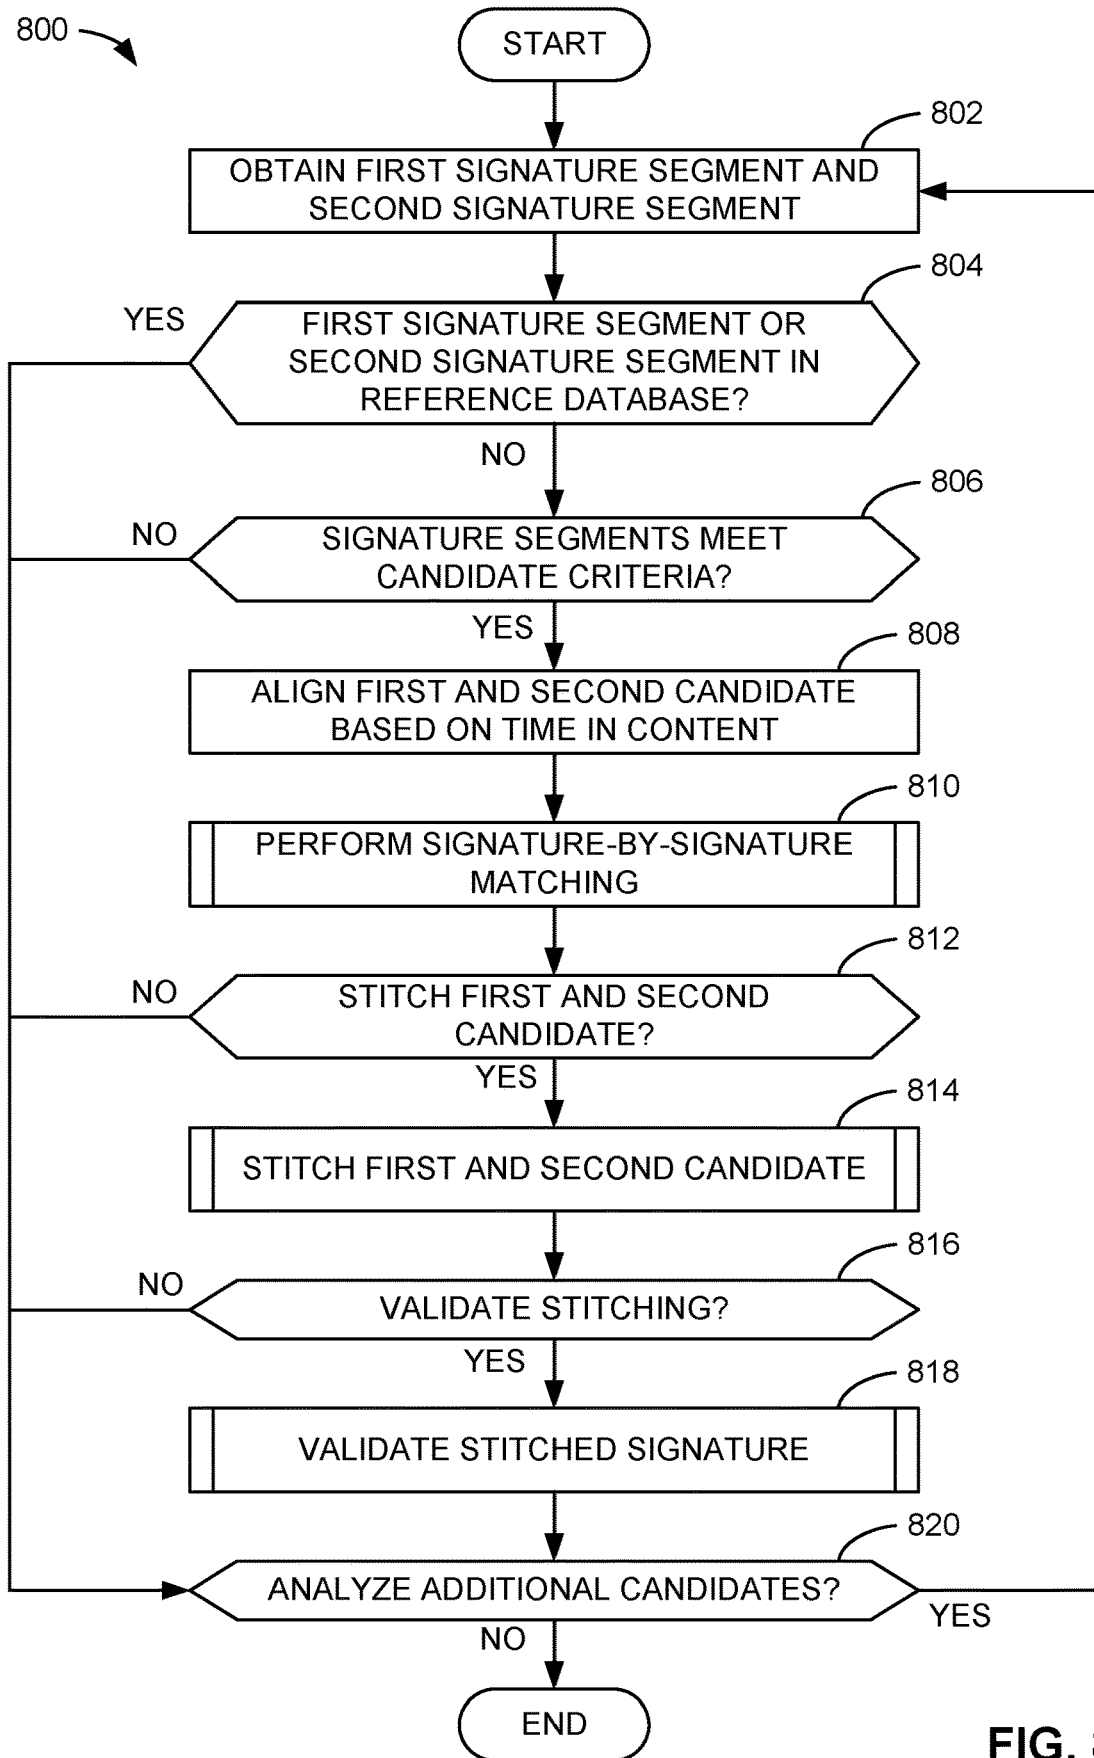 800
START
802
OBTAIN FIRST SIGNATURE SEGMENT AND
SECOND SIGNATURE SEGMENT
804
YES
FIRST SIGNATURE SEGMENT OR
SECOND SIGNATURE SEGMENT IN
REFERENCE DATABASE?
NO
806
NO
SIGNATURE SEGMENTS MEET
CANDIDATE CRITERIA?
YES
808
ALIGN FIRST AND SECOND CANDIDATE
BASED ON TIME IN CONTENT
810
PERFORM SIGNATURE-BY-SIGNATURE
MATCHING
812
NO
STITCH FIRST AND SECOND
CANDIDATE?
YES
814
STITCH FIRST AND SECOND CANDIDATE
816
NO
VALIDATE STITCHING?
YES
818
VALIDATE STITCHED SIGNATURE
820
ANALYZE ADDITIONAL CANDIDATES?
YES
NO
END
FIG.